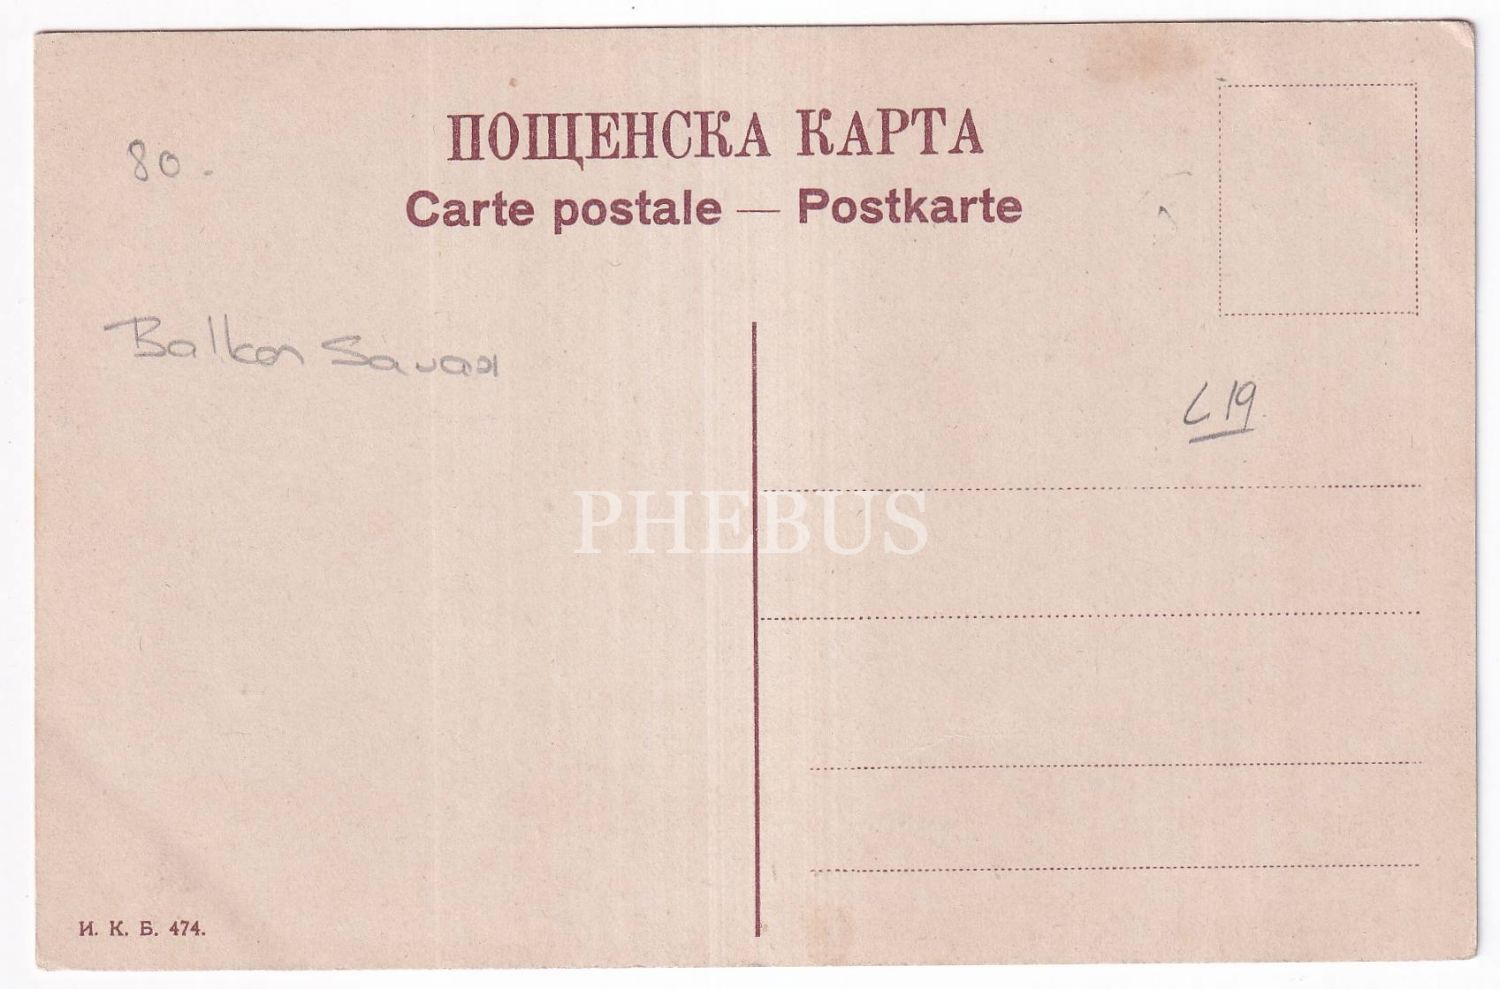 ПОЩЕНСКА КАРТА
80.
Carte postale — Postkarte
Balkan Savaşı
L19
PHEBUS
И. К. Б. 474.